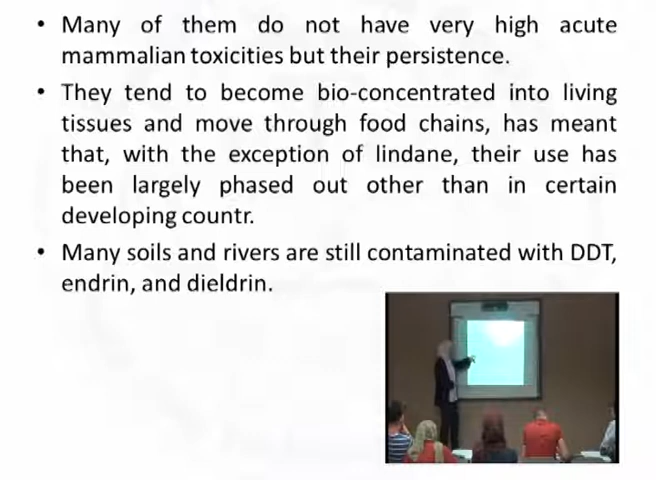 • Many of them do not have very high acute
mammalian toxicities but their persistence.
• They tend to become bio-concentrated into living
tissues and move through food chains, has meant
that, with the exception of lindane, their use has
been largely phased out other than in certain
developing countr.
• Many soils and rivers are still contaminated with DDT,
endrin, and dieldrin.